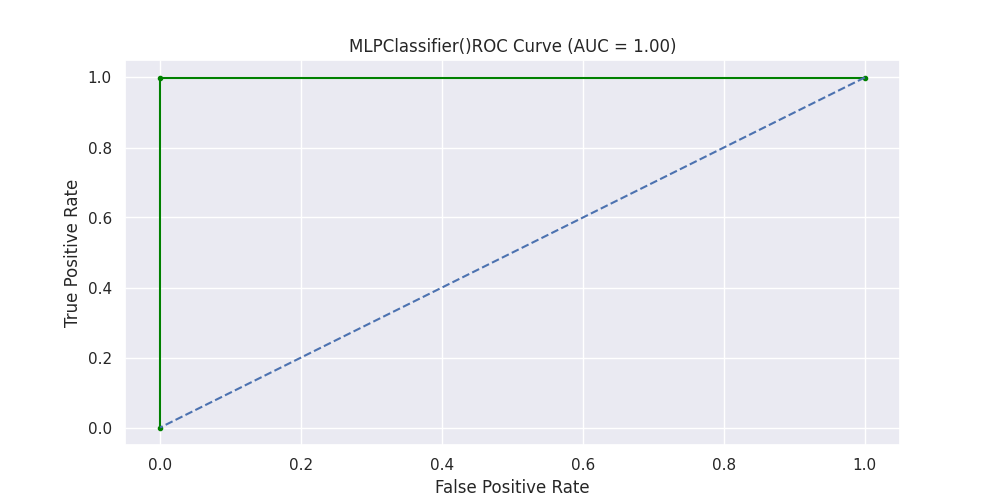 MLPClassifier()ROC Curve (AUC = 1.00)
1.0
0.8
0.6
0.4
0.2
0.0
True Positive Rate
0.0 0.2 0.4 0.6 0.8 1.0
False Positive Rate